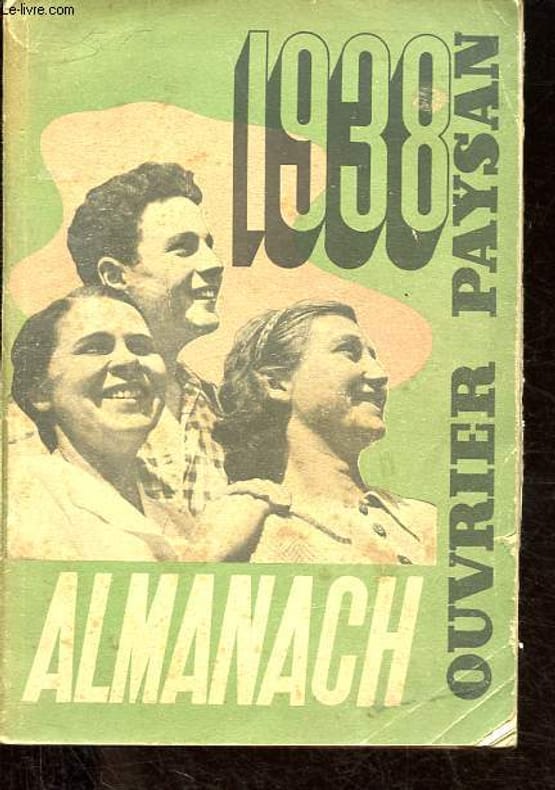 Le-livre.com
1938
OUVRIER PAYSAN
ALMANACH